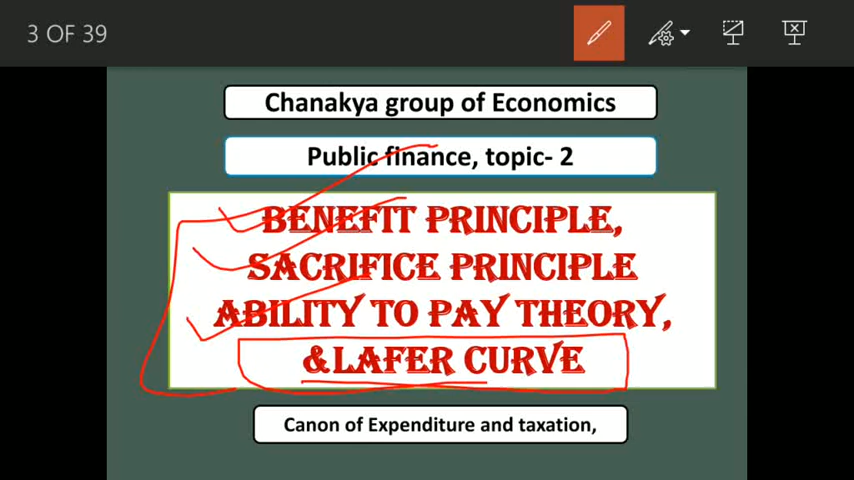 3 OF 39
Chanakya group of Economics
Public finance, topic- 2
BENEFIT PRINCIPLE,
SACRIFICE PRINCIPLE
ABILITY TO PAY THEORY,
&LAFER CURVE
Canon of Expenditure and taxation,